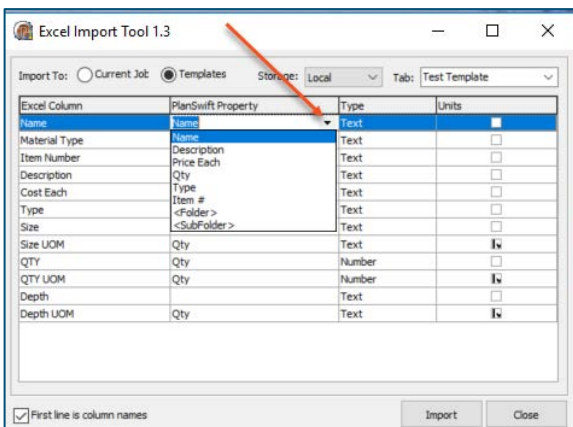 Excel Import Tool 1.3
Import To: Current Job Templates Storage: Local Tab: Test Template
Excel Column PlanSwift Property Type Units
Name Name Text
Material Type Name Text
Item Number Description Text
Description Price Each Text
Cost Each Qty Text
Type Type Text
Size Item # Text
<Folder>
<SubFolder>
Size UOM Qty Text
QTY Qty Number
QTY UOM Qty Number
Depth Text
Depth UOM Qty Text
First line is column names Import Close